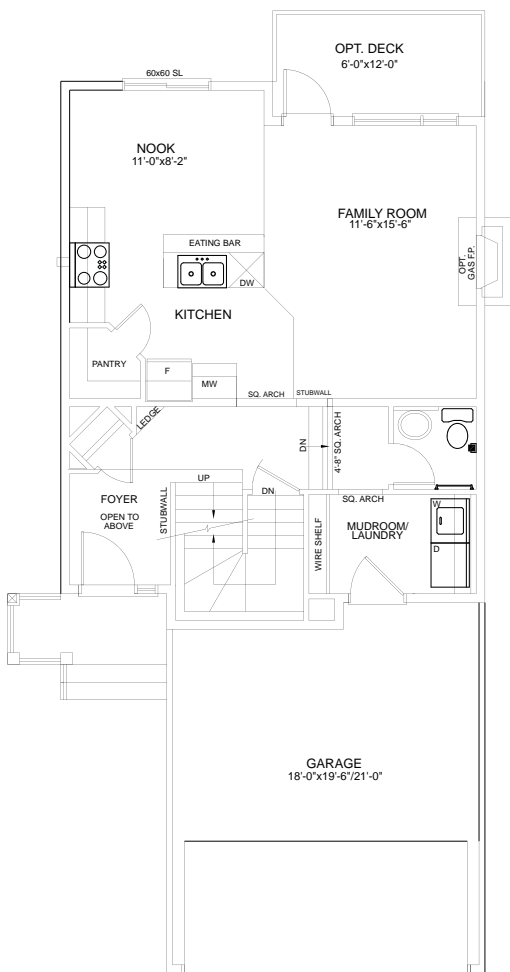 OPT. DECK
6'-0"x12'-0"
60x60 SL
NOOK
11'-0"x8'-2"
FAMILY ROOM
11'-6"x15'-6"
EATING BAR
OPT.
GAS F.P.
DW
KITCHEN
PANTRY
F
MW
SQ. ARCH
STUBWALL
LEDGE
DN
4'-8" SQ. ARCH
UP
DN
FOYER
OPEN TO
ABOVE
STUBWALL
SQ. ARCH
W
MUDROOM/
LAUNDRY
WIRE SHELF
D
GARAGE
18'-0"x19'-6"/21'-0"